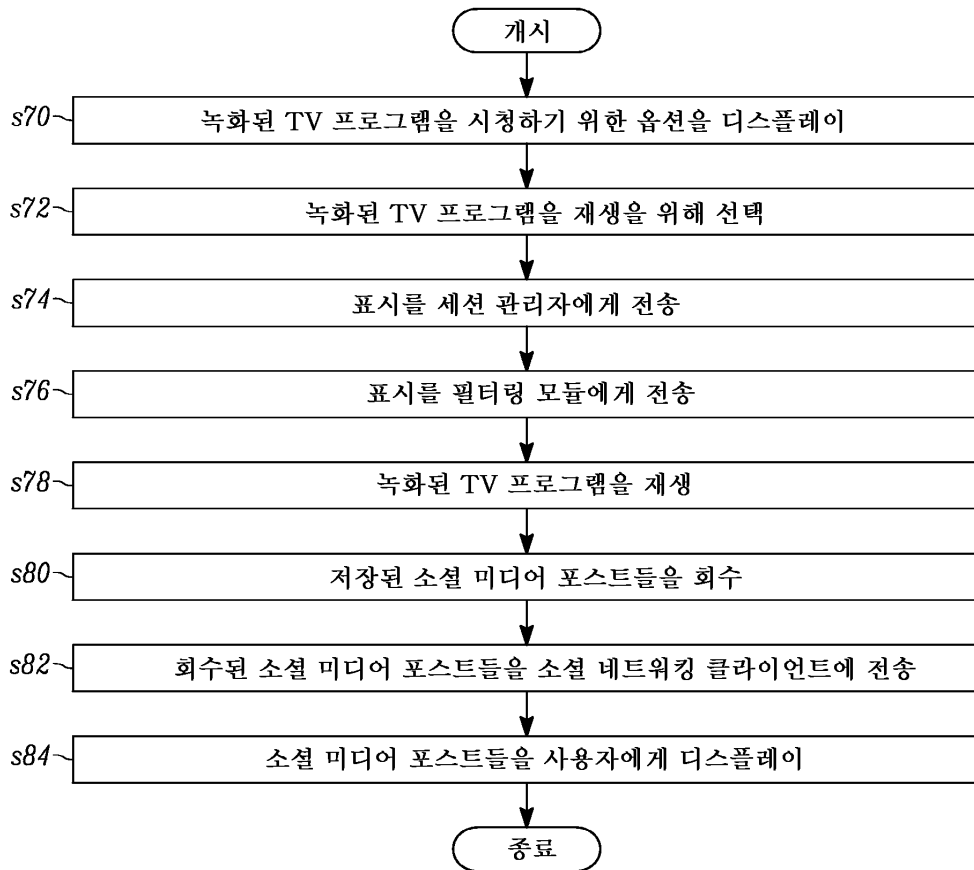 개시
s70 녹화된 TV 프로그램을 시청하기 위한 옵션을 디스플레이
s72 녹화된 TV 프로그램을 재생을 위해 선택
s74 표시를 세션 관리자에게 전송
s76 표시를 필터링 모듈에게 전송
s78 녹화된 TV 프로그램을 재생
s80 저장된 소셜 미디어 포스트들을 회수
s82 회수된 소셜 미디어 포스트들을 소셜 네트워킹 클라이언트에 전송
s84 소셜 미디어 포스트들을 사용자에게 디스플레이
종료